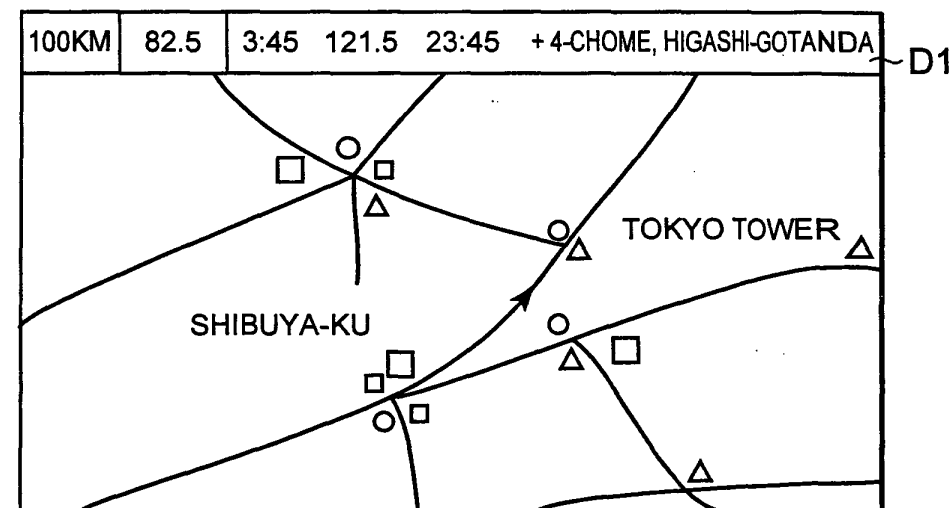 100KM 82.5 3:45 121.5 23:45 + 4-CHOME, HIGASHI-GOTANDA
D1
TOKYO TOWER
SHIBUYA-KU